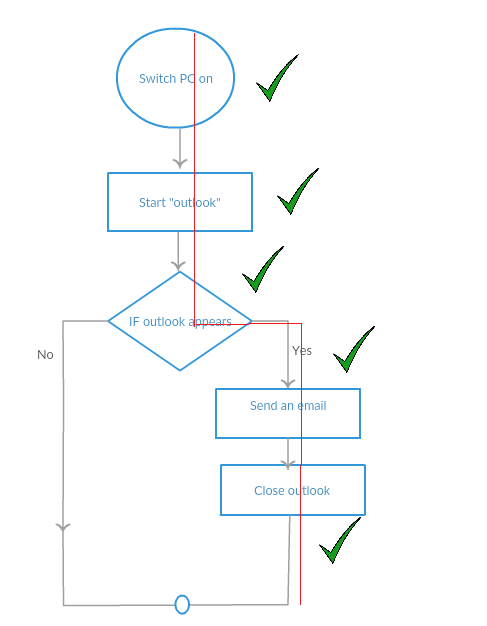 Switch PC on
Start "outlook"
IF outlook appears
No
Yes
Send an email
Close outlook